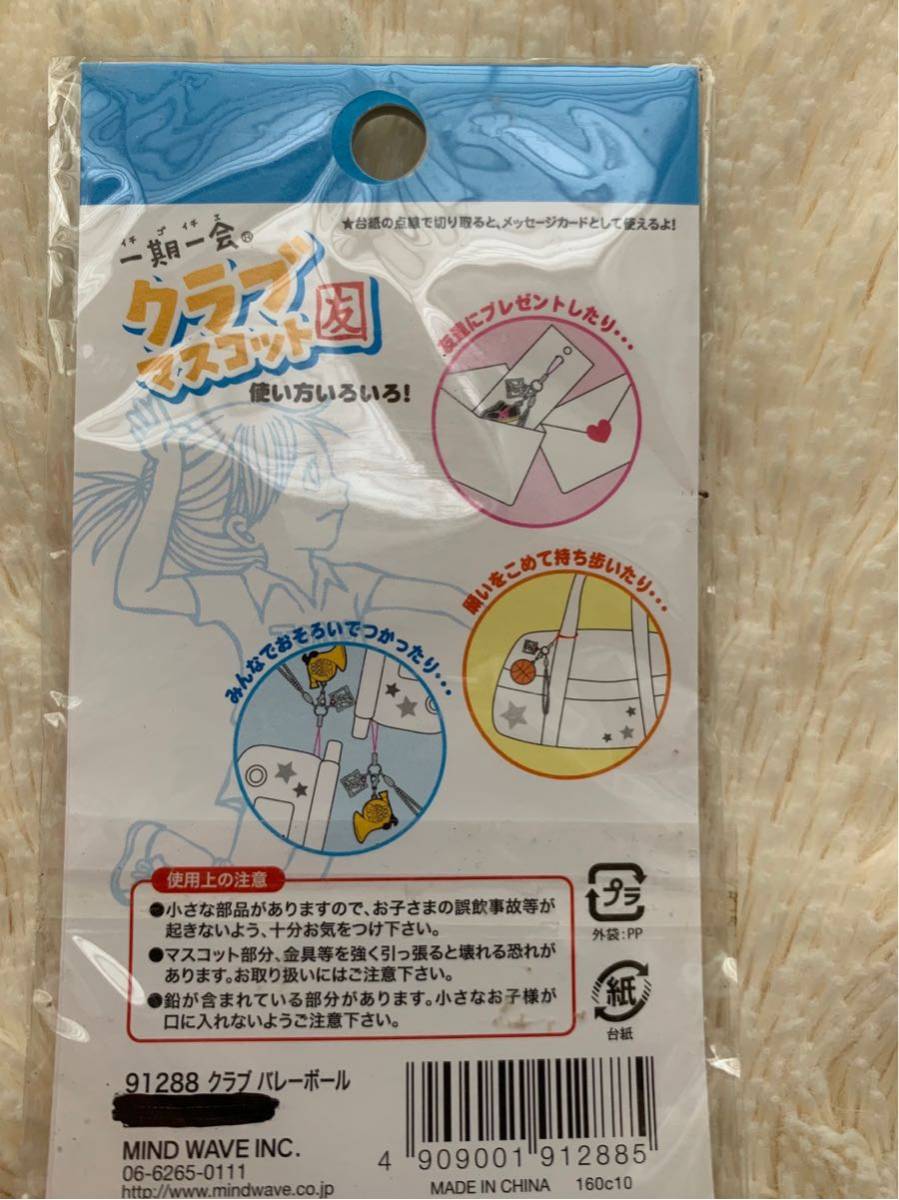 ★台紙の点線で切り取ると、メッセージカードとして使えるよ!
イチ ゴ イチ エ
一期一会®
クラブ
マスコット 友
使い方いろいろ!
友達にプレゼントしたり・・・
願いをこめて持ち歩いたり・・・
みんなでおそろいでつかったり・・・
使用上の注意
●小さな部品がありますので、お子さまの誤飲事故等が
起きないよう、十分お気をつけ下さい。
●マスコット部分、金具等を強く引っ張ると壊れる恐れが
あります。お取り扱いにはご注意下さい。
●鉛が含まれている部分があります。小さなお子様が
口に入れないようご注意下さい。
プラ
外袋:PP
紙
台紙
91288 クラブ バレーボール
MIND WAVE INC.
06-6265-0111
http://www.mindwave.co.jp
4 909001 912885
MADE IN CHINA 160c10